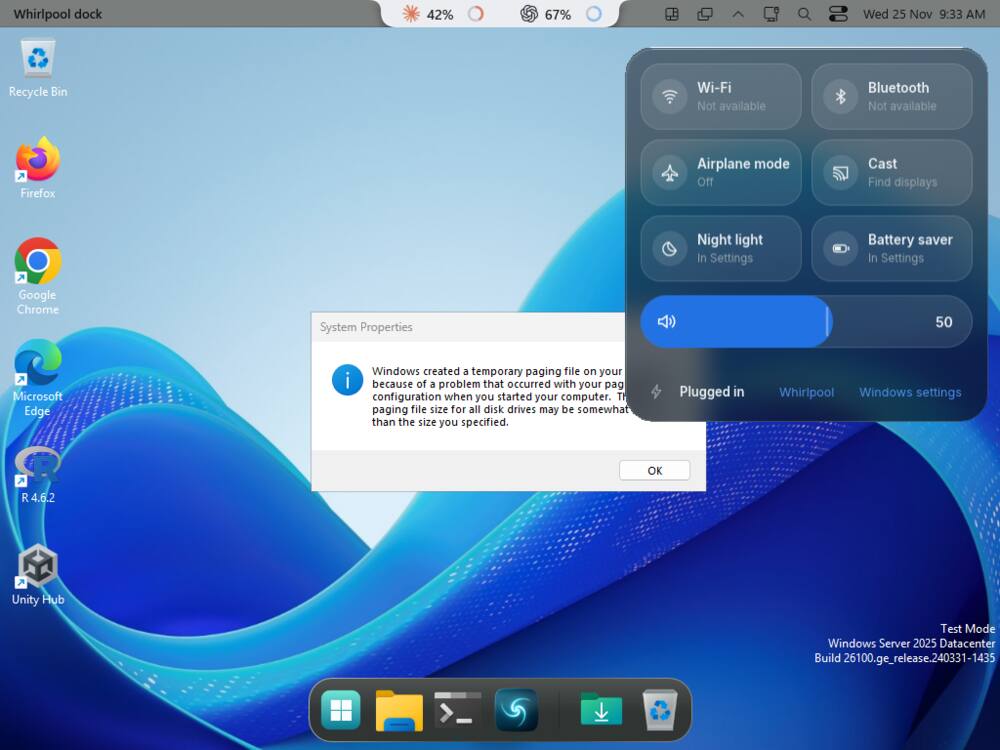 Whirlpool dock
42%
67%
Wed 25 Nov 9:33 AM
Recycle Bin
Firefox
Google
Chrome
Microsoft
Edge
R 4.6.2
Unity Hub
Wi-Fi
Not available
Bluetooth
Not available
Airplane mode
Off
Cast
Find displays
Night light
In Settings
Battery saver
In Settings
50
Plugged in
Whirlpool
Windows settings
System Properties
Windows created a temporary paging file on your
because of a problem that occurred with your pag
configuration when you started your computer.
paging file size for all disk drives may be somewhat
than the size you specified.
OK
Test Mode
Windows Server 2025 Datacenter
Build 26100.ge_release.240331-1435